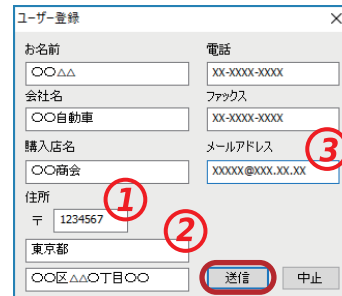 ユーザー登録
お名前
〇〇△△
会社名
〇〇自動車
購入店名
〇〇商会
住所
〒 1234567
東京都
〇〇区△△〇丁目〇〇
電話
XX-XXXX-XXXX
ファックス
XX-XXXX-XXXX
メールアドレス
XXXXX@XXX.XX.XX
1
2
3
送信
中止